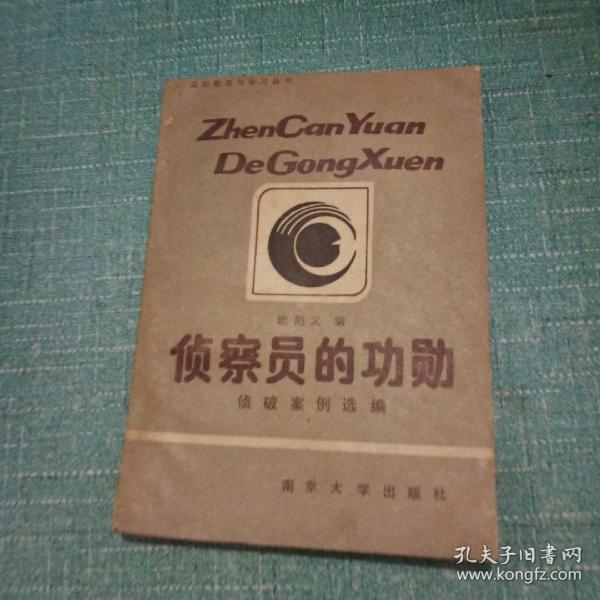 ZhenCanYuan
DeGongXuen
欧阳义 编
侦察员的功勋
侦破案例选编
南京大学出版社
孔夫子旧书网
www.kongfz.com